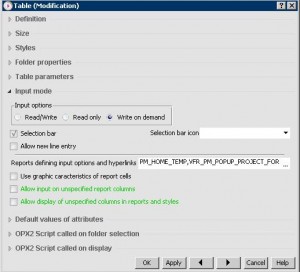 Table (Modification)
Definition
Size
Styles
Folder properties
Table parameters
Input mode
Input options
Read/Write Read only Write on demand
Selection bar Selection bar icon
Allow new line entry
Reports defining input options and hyperlinks PM_HOME_TEMP,VFR_PM_POPUP_PROJECT_FOR ...
Use graphic caracteristics of report cells
Allow input on unspecified report columns
Allow display of unspecified columns in reports and styles
Default values of attributes
OPX2 Script called on folder selection
OPX2 Script called on display
OK Apply Cancel Help